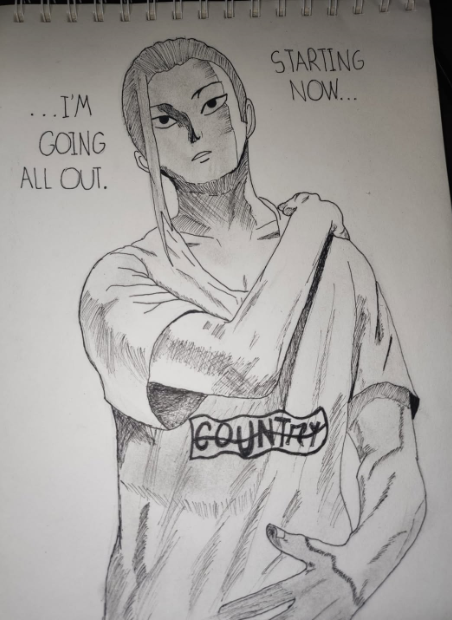 STARTING
NOW...
...I'M
GOING
ALL OUT.
COUNTRY